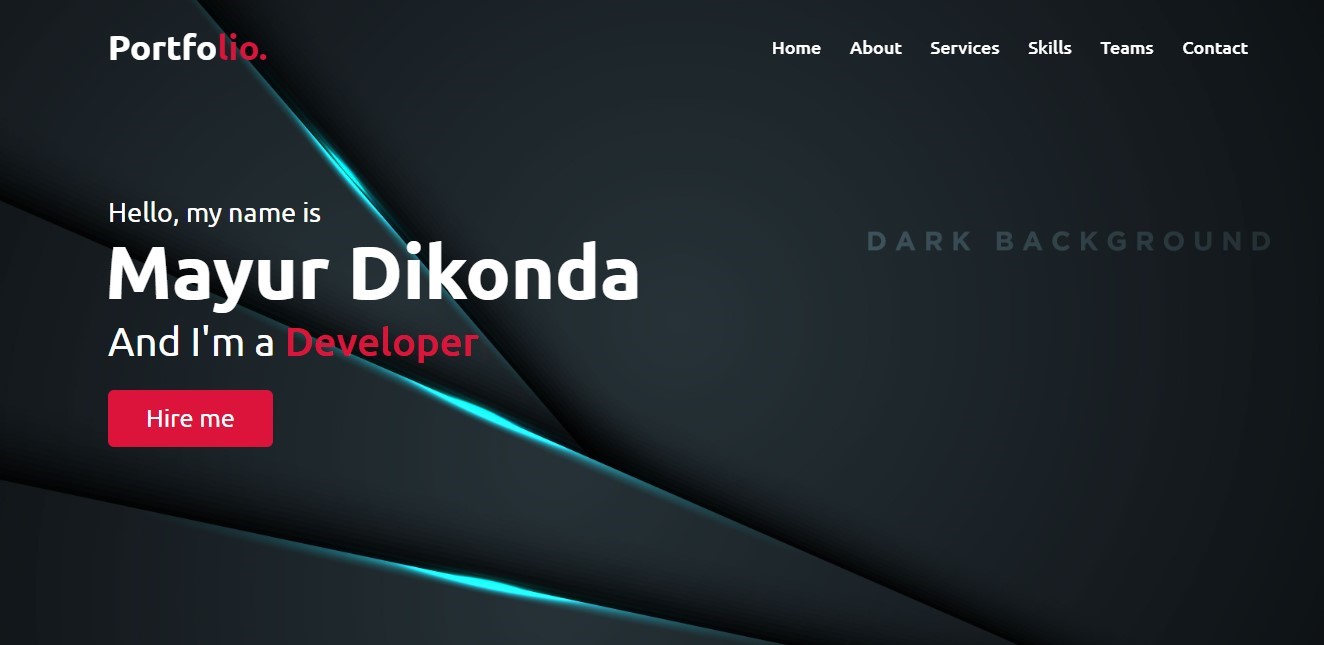 Portfolio.
Home About Services Skills Teams Contact
Hello, my name is
DARK BACKGROUND
Mayur Dikonda
And I'm a Developer
Hire me